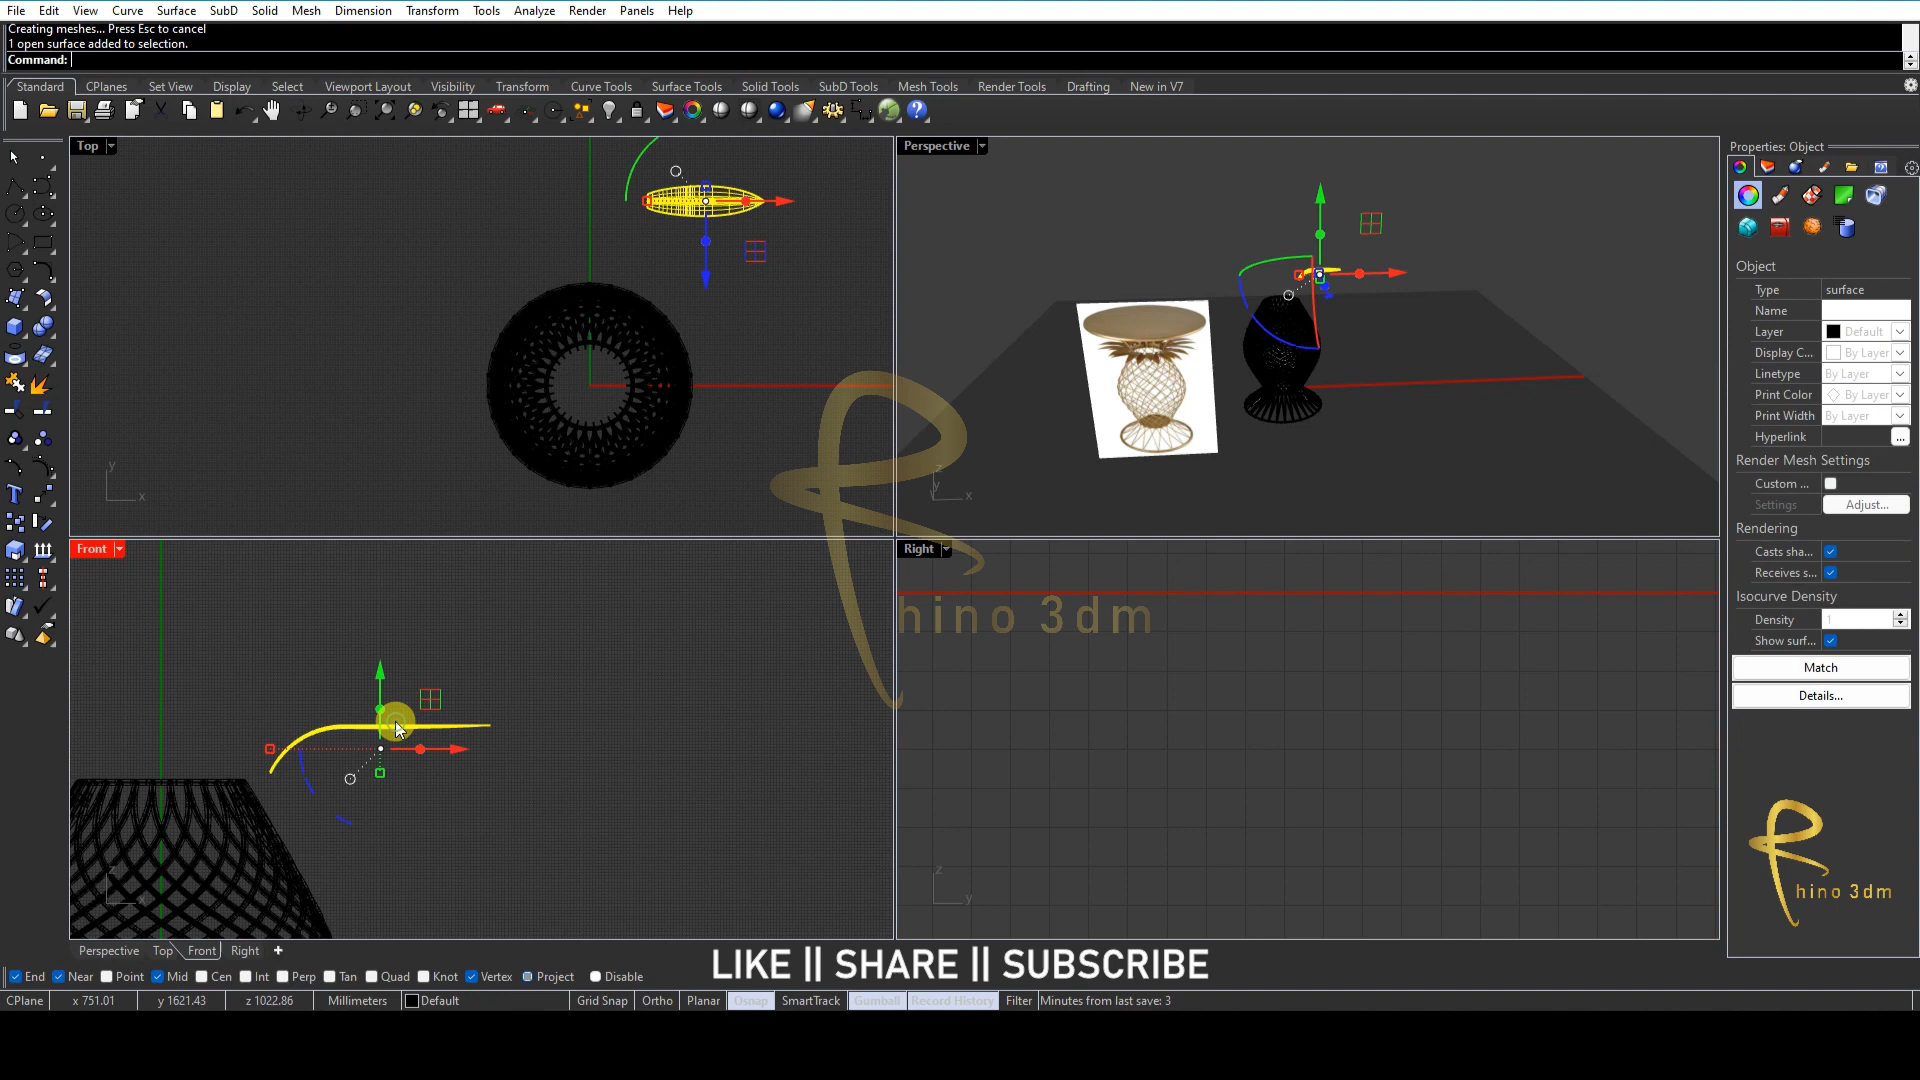 File Edit View Curve Surface SubD Solid Mesh Dimension Transform Tools Analyze Render Panels Help
Creating meshes... Press Esc to cancel
1 open surface added to selection.
Command:
Standard CPlanes Set View Display Select Viewport Layout Visibility Transform Curve Tools Surface Tools Solid Tools SubD Tools Mesh Tools Render Tools Drafting New in V7
Top
Perspective
Properties: Object
Object
Type surface
Name
Layer Default
Display C... By Layer
Linetype By Layer
Print Color By Layer
Print Width By Layer
Hyperlink ...
Render Mesh Settings
Custom ...
Settings Adjust...
Rendering
Casts sha...
Receives s...
Isocurve Density
Density 1
Show surf...
Match
Details...
y
x
z
y
x
Front
Right
hino 3dm
z
x
z
y
hino 3dm
Perspective Top Front Right
LIKE || SHARE || SUBSCRIBE
End Near Point Mid Cen Int Perp Tan Quad Knot Vertex Project Disable
CPlane x 751.01 y 1621.43 z 1022.86 Millimeters Default Grid Snap Ortho Planar Osnap SmartTrack Gumball Record History Filter Minutes from last save: 3